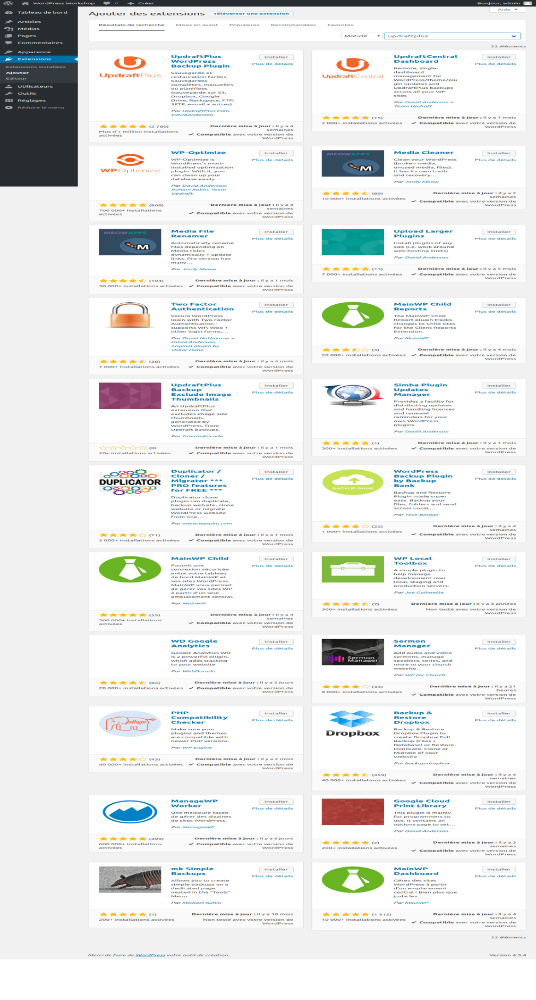 WordPress Workshop 0 Créer Bonjour, admin
Tableau de bord
Articles
Médias
Pages
Commentaires
Apparence
Extensions
Extensions installées
Ajouter
Éditeur
Utilisateurs
Outils
Réglages
Réduire le menu
Aide
Ajouter des extensions Téléverser une extension
Résultats de recherche Mises en avant Populaires Recommandées Favorites
Mot-clé updraftplus
22 éléments
UpdraftPlus
UpdraftPlus
WordPress
Backup Plugin
Installer
Plus de détails
Sauvegarde et
restauration faciles.
Sauvegardes
complètes, manuelles
ou planifiées
(sauvegarde sur S3,
Dropbox, Google
Drive, Rackspace, FTP,
SFTP, e-mail + autres).
Par UpdraftPlus.Com,
DavidAnderson
(2 780)
Plus d'1 million installations
activées
Dernière mise à jour : Il y a 4
semaines
Compatible avec votre version de
WordPress
UpdraftCentral
UpdraftCentral
Dashboard
Installer
Plus de détails
Remote, single-
dashboard
management for
WordPress/theme/plu
gin updates and
UpdraftPlus backups
across all your WP
sites
Par David Anderson +
Team Updraft
(15)
2 000+ installations activées
Dernière mise à jour : Il y a 1 mois
Compatible avec votre version de
WordPress
WPOptimize
WP-Optimize
Installer
Plus de détails
WP-Optimize is
WordPress's most-
installed optimization
plugin. With it, you
can clean up your
database easily...
Par David Anderson,
Ruhani Rabin, Team
Updraft
(868)
700 000+ installations
activées
Dernière mise à jour : Il y a 3
semaines
Compatible avec votre version de
WordPress
MEOWAPPS
M
Media Cleaner
Installer
Plus de détails
Clean your WordPress
(broken media,
unused media, files).
It has its own trash
and recovery...
Par Jordy Meow
(89)
10 000+ installations activées
Dernière mise à jour : Il y a 2
semaines
Compatible avec votre version de
WordPress
MEOWAPPS
M
Media File
Renamer
Installer
Plus de détails
Automatically rename
files depending on
Media titles
dynamically + update
links. Pro version has
many...
Par Jordy Meow
(194)
30 000+ installations activées
Dernière mise à jour : Il y a 1 mois
Compatible avec votre version de
WordPress
Upload Larger
Plugins
Installer
Plus de détails
Install plugins of any
size (i.e. work around
web hosting limits)
Par David Anderson
(13)
7 000+ installations activées
Dernière mise à jour : Il y a 5 mois
Compatible avec votre version de
WordPress
Two Factor
Authentication
Installer
Plus de détails
Secure WordPress
login with Two Factor
Authentication -
supports WP, Woo +
other login forms,...
Par David Nutbourne +
David Anderson,
original plugin by
Oskar Hane
(38)
7 000+ installations activées
Dernière mise à jour : Il y a 4 mois
Compatible avec votre version de
WordPress
MainWP Child
Reports
Installer
Plus de détails
The MainWP Child
Report plugin tracks
changes to Child sites
for the Client Reports
Extension.
Par MainWP
(3)
20 000+ installations activées
Dernière mise à jour : Il y a 4 mois
Compatible avec votre version de
WordPress
UpdraftPlus
Backup
Exclude Image
Thumbnails
Installer
Plus de détails
An UpdraftPlus
extension that
excludes image-size
thumbnails,
generated by
WordPress, from
Updraft backups.
Par Dream-Encode
(0)
20+ installations activées
Dernière mise à jour : Il y a 1 mois
Compatible avec votre version de
WordPress
Simba Plugin
Updates
Manager
Installer
Plus de détails
Provides a facility for
distributing updates
and handling licences
and renewal
reminders for your
own WordPress
plugins
Par David Anderson
(1)
300+ installations activées
Dernière mise à jour : Il y a 1 mois
Compatible avec votre version de
WordPress
DUPLICATOR
Duplicator /
Cloner /
Migrator ***
PRO features
for FREE ***
Installer
Plus de détails
Duplicator clone
plugin can duplicate,
backup website, clone
website or migrate
WordPress website
from one...
Par www.wpadm.com
(71)
5 000+ installations activées
Dernière mise à jour : Il y a 1 mois
Compatible avec votre version de
WordPress
BACKUP BANK
WordPress
Backup Plugin
by Backup
Bank
Installer
Plus de détails
Backup and Restore
Plugin made super
easy. Backup your
files, folders and send
across Local,...
Par Tech Banker
(22)
1 000+ installations activées
Dernière mise à jour : Il y a 4
semaines
Compatible avec votre version de
WordPress
MainWP Child
Installer
Plus de détails
Fournit une
connexion sécurisée
entre votre tableau
de bord MainWP et
vos sites WordPress.
MainWP vous permet
de gérer vos sites WP
à partir d'un seul
emplacement central.
Par MainWP
(55)
300 000+ installations
activées
Dernière mise à jour : Il y a 4
semaines
Compatible avec votre version de
WordPress
WP Local
Toolbox
Installer
Plus de détails
A simple plugin to
help manage
development over
local, staging and
production servers.
Par Joe Guilmette
(7)
300+ installations activées
Dernière mise à jour : Il y a 3 années
Non testé avec votre version de
WordPress
WD Google
Analytics
Installer
Plus de détails
Google Analytics WD
is a powerful plugin,
which adds tracking
to your website
Par WebDorado
(84)
20 000+ installations activées
Dernière mise à jour : Il y a 2 jours
Compatible avec votre version de
WordPress
Sermon
Manager
Sermon
Manager
Installer
Plus de détails
Add audio and video
sermons, manage
speakers, series, and
more to your church
website.
Par WP for Church
(33)
8 000+ installations activées
Dernière mise à jour : Il y a 21
heures
Compatible avec votre version de
WordPress
php
PHP
Compatibility
Checker
Installer
Plus de détails
Make sure your
plugins and themes
are compatible with
newer PHP versions.
Par WP Engine
(43)
40 000+ installations activées
Dernière mise à jour : Il y a 2 mois
Compatible avec votre version de
WordPress
Dropbox
Backup &
Restore
Dropbox
Installer
Plus de détails
Backup & Restore
Dropbox Plugin to
create Dropbox Full
Backup (Files +
Database) or Restore,
Duplicate, Clone or
Migrate of your
Website
Par backup-dropbox
(459)
40 000+ installations activées
Dernière mise à jour : Il y a 4
semaines
Compatible avec votre version de
WordPress
ManageWP
Worker
Installer
Plus de détails
Une meilleure façon
de gérer des dizaines
de sites WordPress.
Par ManageWP
(399)
600 000+ installations
activées
Dernière mise à jour : Il y a 6 jours
Compatible avec votre version de
WordPress
Google Cloud
Print Library
Installer
Plus de détails
This plugin is mainly
for programmers to
use. It contains an
options page to set...
Par David Anderson
(2)
200+ installations activées
Dernière mise à jour : Il y a 3
semaines
Compatible avec votre version de
WordPress
mk Simple
Backups
Installer
Plus de détails
Allows you to create
simple backups on a
dedicated page
nested in the "Tools"
Menu.
Par Michael Kühni
(1)
200+ installations activées
Dernière mise à jour : Il y a 10 mois
Non testé avec votre version de
WordPress
MainWP
Dashboard
Installer
Plus de détails
Gérez des sites
WordPress à partir
d'un emplacement
central ! Bien plus que
juste les...
Par MainWP
(1 312)
10 000+ installations activées
Dernière mise à jour : Il y a 4
semaines
Compatible avec votre version de
WordPress
22 éléments
Merci de faire de WordPress votre outil de création. Version 4.9.4